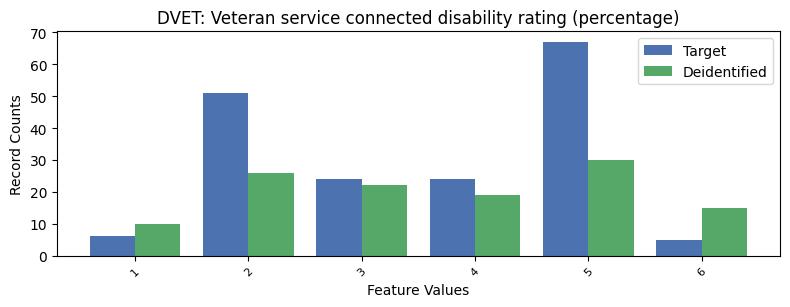 DVET: Veteran service connected disability rating (percentage)
Target
Deidentified
Record Counts
70
60
50
40
30
20
10
0
1 2 3 4 5 6
Feature Values